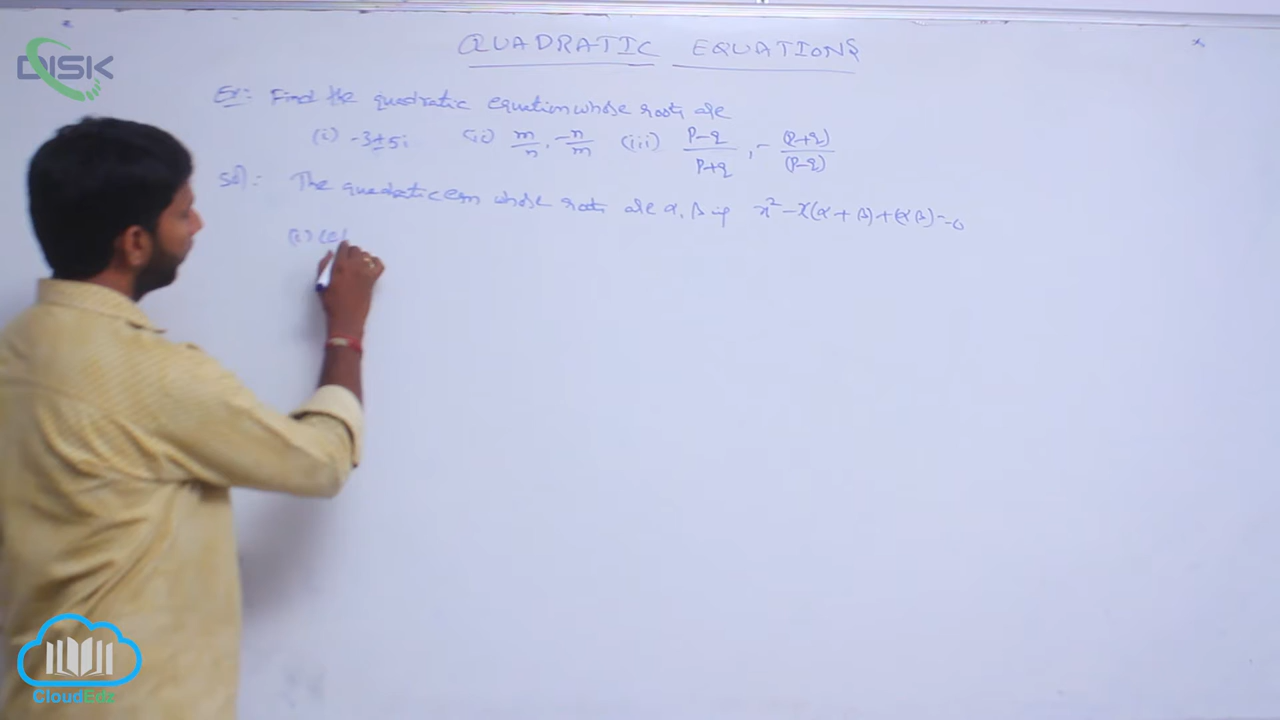 DISK
QUADRATIC EQUATIONS
Ex: Find the quadratic equation whose roots are
(i) -3±5i (ii) m/n, -n/m (iii) P-q/P+q, -(P+q)/(P-q)
Sol: The quadratic eqn whose roots are α, β is x² - x(α + β) + (αβ) = 0
(i)
CloudEdz